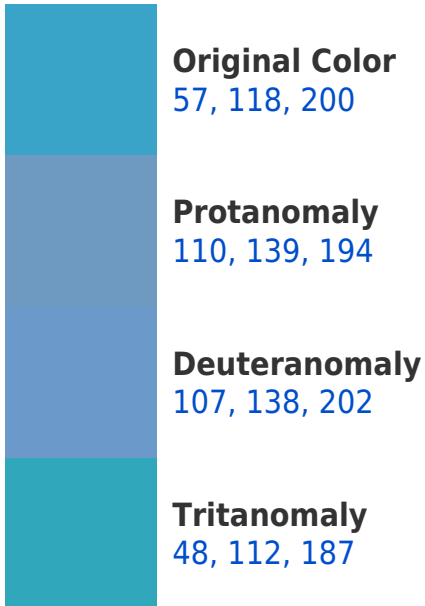 Original Color
57, 118, 200
Protanomaly
110, 139, 194
Deuteranomaly
107, 138, 202
Tritanomaly
48, 112, 187